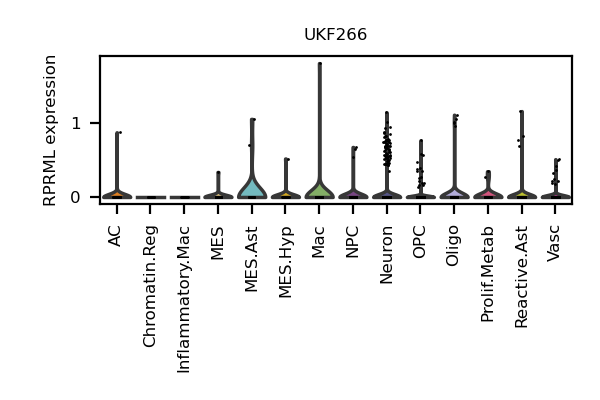 UKF266
RPRML expression
1
0
AC
Chromatin.Reg
Inflammatory.Mac
MES
MES.Ast
MES.Hyp
Mac
NPC
Neuron
OPC
Oligo
Prolif.Metab
Reactive.Ast
Vasc